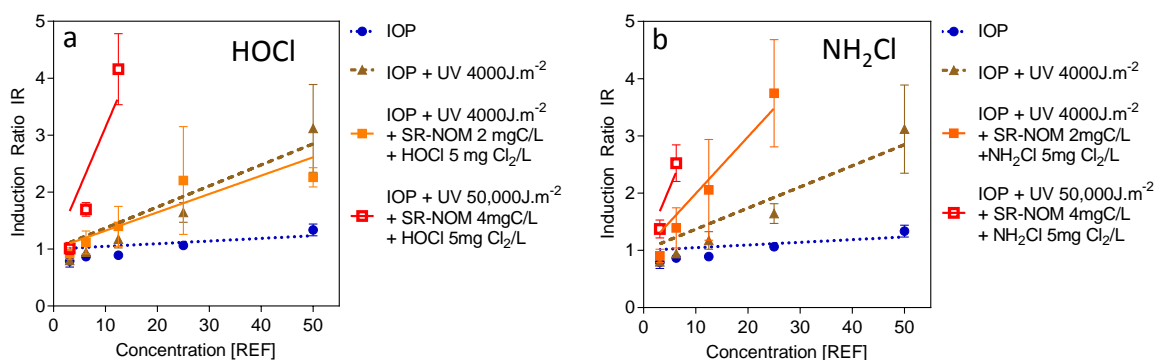 a
HOCl
Induction Ratio IR
5
4
3
2
1
0
0
10
20
30
40
50
Concentration [REF]
IOP
IOP + UV 4000J.m⁻²
IOP + UV 4000J.m⁻²
+ SR-NOM 2 mgC/L
+ HOCl 5 mg Cl₂/L
IOP + UV 50,000J.m⁻²
+ SR-NOM 4mgC/L
+ HOCl 5mg Cl₂/L
b
NH₂Cl
Induction Ratio IR
5
4
3
2
1
0
0
10
20
30
40
50
Concentration [REF]
IOP
IOP + UV 4000J.m⁻²
IOP + UV 4000J.m⁻²
+ SR-NOM 2mgC/L
+NH₂Cl 5mg Cl₂/L
IOP + UV 50,000J.m⁻²
+ SR-NOM 4mgC/L
+ NH₂Cl 5mg Cl₂/L